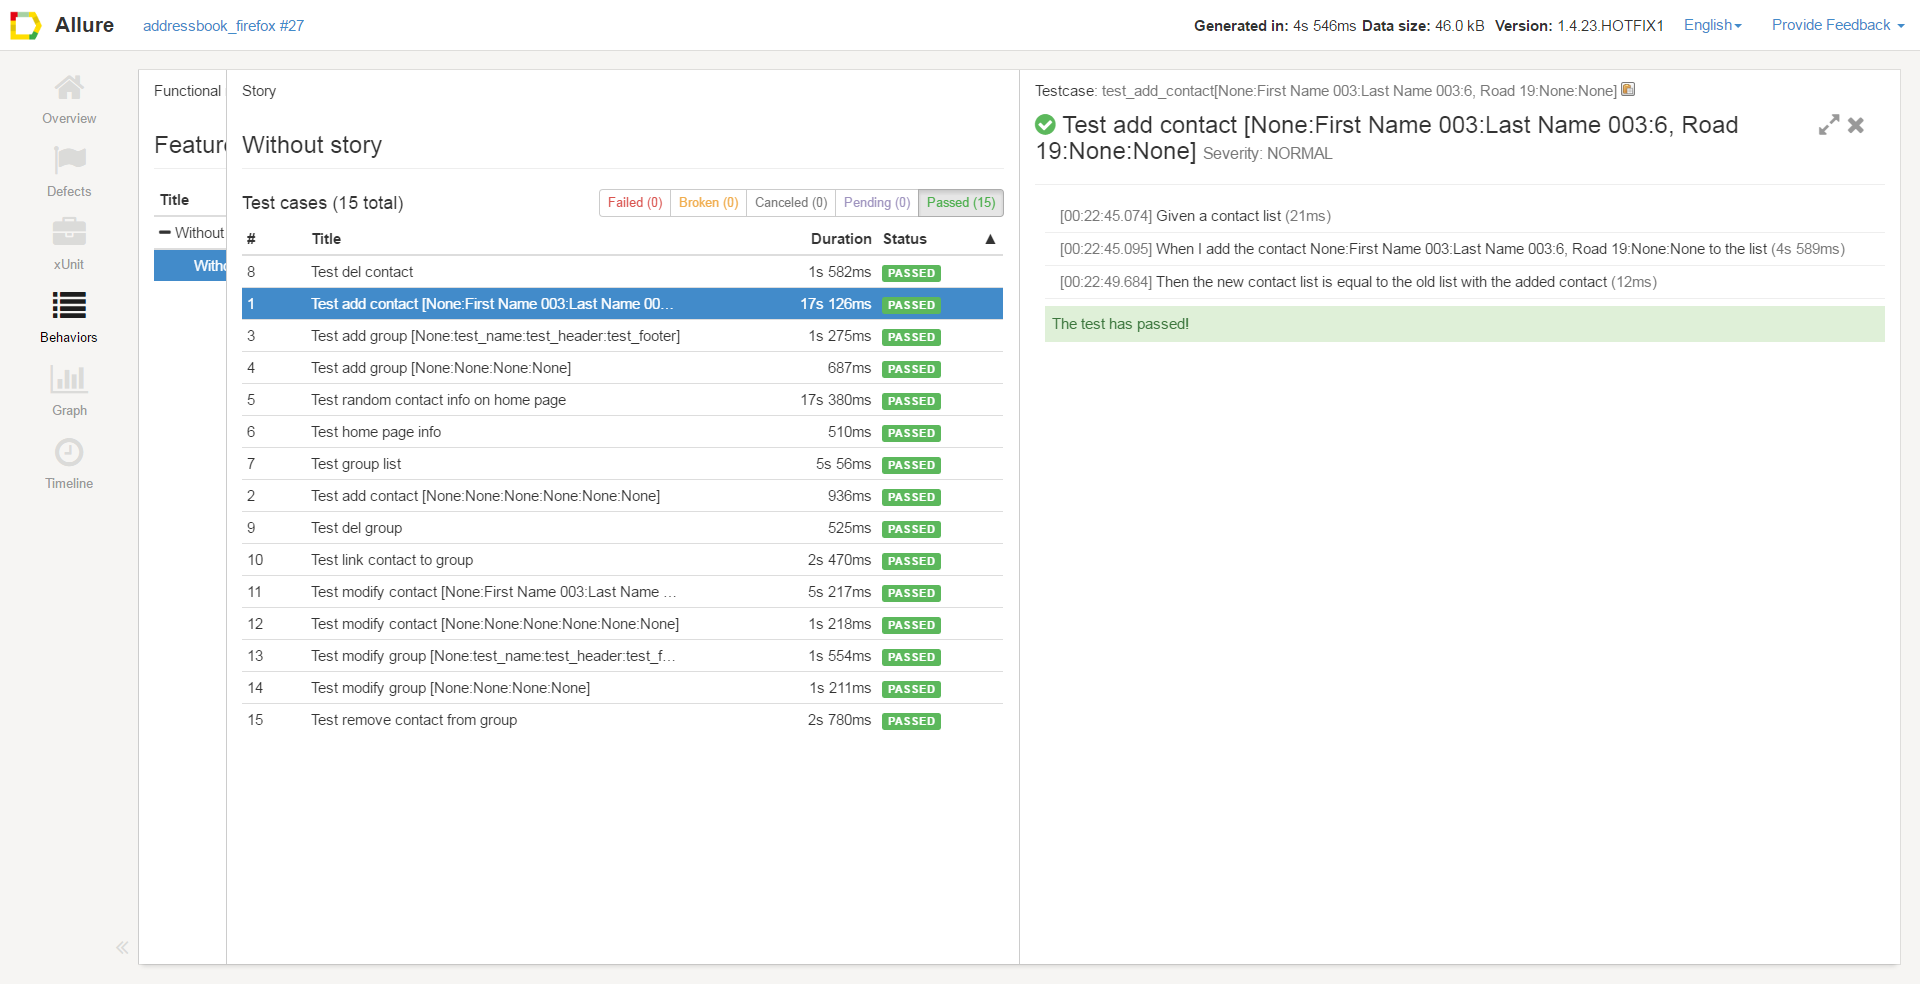 Allure
addressbook_firefox #27
Generated in: 4s 546ms Data size: 46.0 kB Version: 1.4.23.HOTFIX1
English
Provide Feedback
Overview
Defects
xUnit
Behaviors
Graph
Timeline
Functional
Featur
Title
Without
With
Story
Without story
Test cases (15 total)
Failed (0) Broken (0) Canceled (0) Pending (0) Passed (15)
# Title Duration Status ▲
8 Test del contact 1s 582ms PASSED
1 Test add contact [None:First Name 003:Last Name 00… 17s 126ms PASSED
3 Test add group [None:test_name:test_header:test_footer] 1s 275ms PASSED
4 Test add group [None:None:None:None] 687ms PASSED
5 Test random contact info on home page 17s 380ms PASSED
6 Test home page info 510ms PASSED
7 Test group list 5s 56ms PASSED
2 Test add contact [None:None:None:None:None:None] 936ms PASSED
9 Test del group 525ms PASSED
10 Test link contact to group 2s 470ms PASSED
11 Test modify contact [None:First Name 003:Last Name … 5s 217ms PASSED
12 Test modify contact [None:None:None:None:None:None] 1s 218ms PASSED
13 Test modify group [None:test_name:test_header:test_f… 1s 554ms PASSED
14 Test modify group [None:None:None:None] 1s 211ms PASSED
15 Test remove contact from group 2s 780ms PASSED
Testcase: test_add_contact[None:First Name 003:Last Name 003:6, Road 19:None:None]
Test add contact [None:First Name 003:Last Name 003:6, Road
19:None:None] Severity: NORMAL
[00:22:45.074] Given a contact list (21ms)
[00:22:45.095] When I add the contact None:First Name 003:Last Name 003:6, Road 19:None:None to the list (4s 589ms)
[00:22:49.684] Then the new contact list is equal to the old list with the added contact (12ms)
The test has passed!